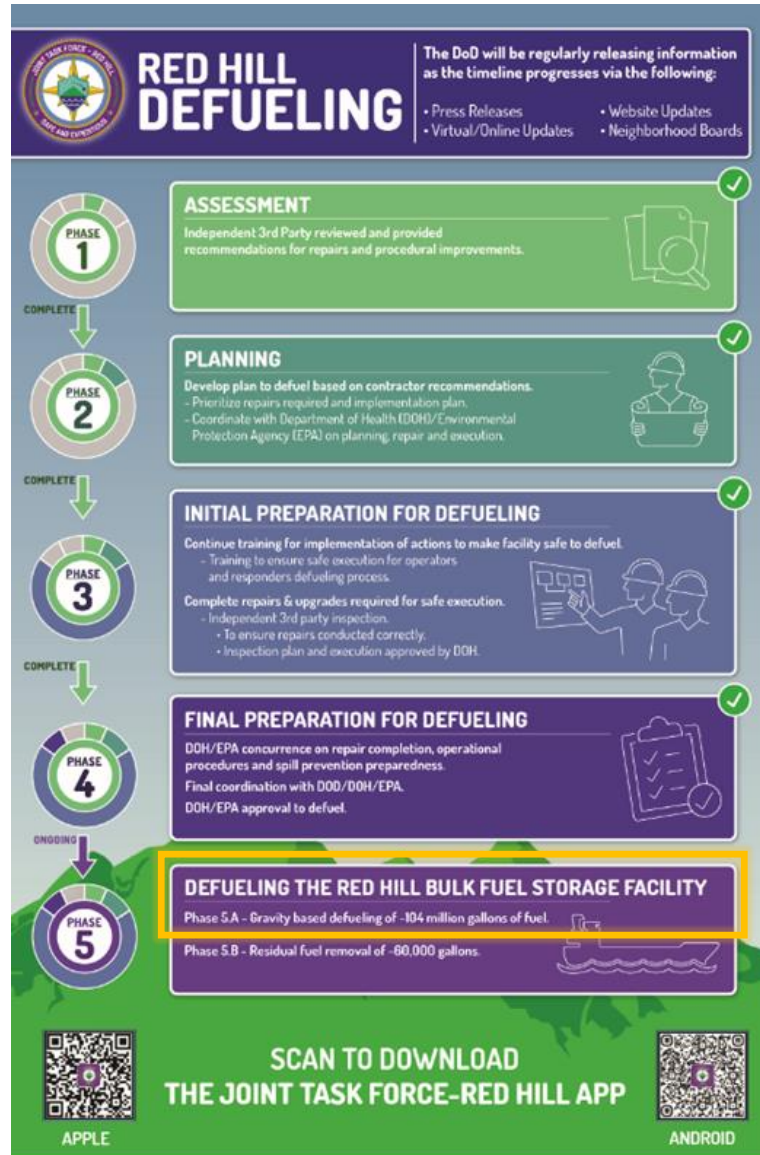 JOINT TASK FORCE - RED HILL
SAFE AND EXPEDITIOUS
RED HILL
DEFUELING
The DoD will be regularly releasing information
as the timeline progresses via the following:
• Press Releases
• Virtual/Online Updates
• Website Updates
• Neighborhood Boards
PHASE
1
ASSESSMENT
Independent 3rd Party reviewed and provided
recommendations for repairs and procedural improvements.
COMPLETE
PHASE
2
PLANNING
Develop plan to defuel based on contractor recommendations.
- Prioritize repairs required and implementation plan.
- Coordinate with Department of Health (DOH)/Environmental
Protection Agency (EPA) on planning, repair and execution.
COMPLETE
PHASE
3
INITIAL PREPARATION FOR DEFUELING
Continue training for implementation of actions to make facility safe to defuel.
- Training to ensure safe execution for operators
and responders defueling process.
Complete repairs & upgrades required for safe execution.
- Independent 3rd party inspection.
• To ensure repairs conducted correctly.
• Inspection plan and execution approved by DOH.
COMPLETE
PHASE
4
FINAL PREPARATION FOR DEFUELING
DOH/EPA concurrence on repair completion, operational
procedures and spill prevention preparedness.
Final coordination with DOD/DOH/EPA.
DOH/EPA approval to defuel.
ONGOING
PHASE
5
DEFUELING THE RED HILL BULK FUEL STORAGE FACILITY
Phase 5.A - Gravity based defueling of ~104 million gallons of fuel.
Phase 5.B - Residual fuel removal of ~60,000 gallons.
SCAN TO DOWNLOAD
THE JOINT TASK FORCE-RED HILL APP
APPLE
ANDROID